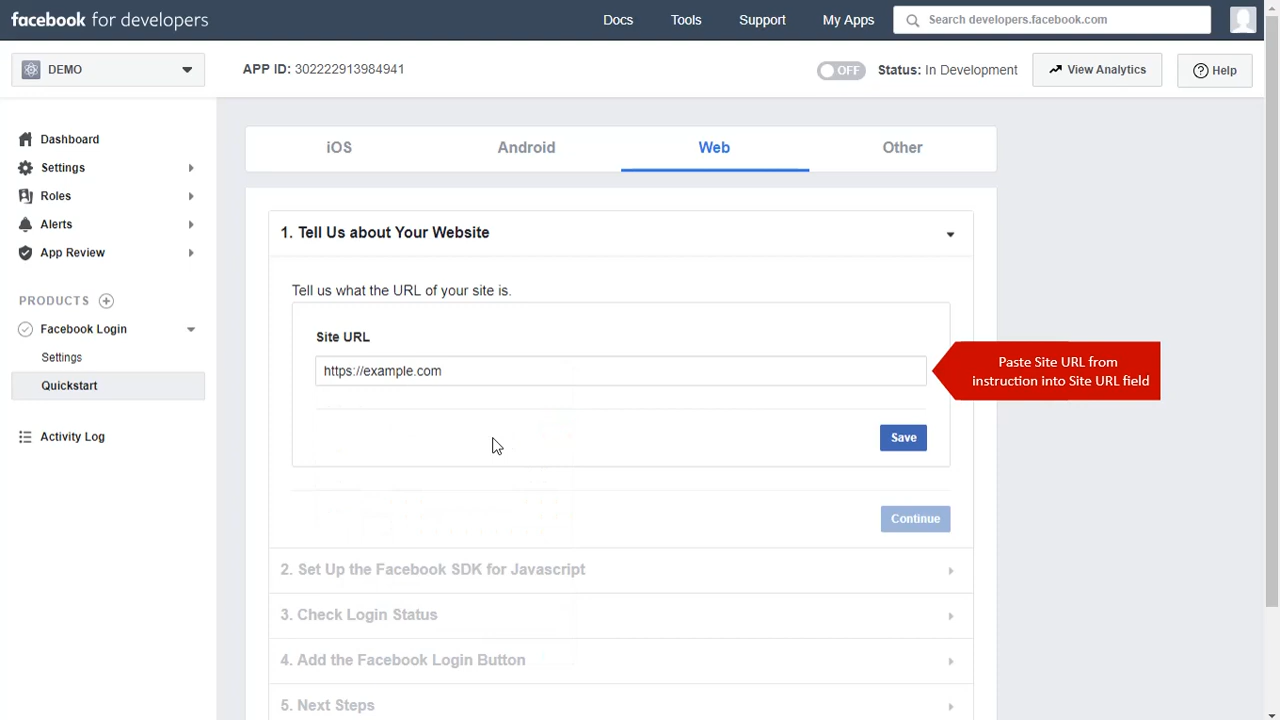 facebook for developers
Docs
Tools
Support
My Apps
Search developers.facebook.com
DEMO
APP ID: 302222913984941
OFF
Status: In Development
View Analytics
Help
Dashboard
Settings
Roles
Alerts
App Review
PRODUCTS
Facebook Login
Settings
Quickstart
Activity Log
iOS
Android
Web
Other
1. Tell Us about Your Website
Tell us what the URL of your site is.
Site URL
https://example.com
Paste Site URL from
instruction into Site URL field
Save
Continue
2. Set Up the Facebook SDK for Javascript
3. Check Login Status
4. Add the Facebook Login Button
5. Next Steps